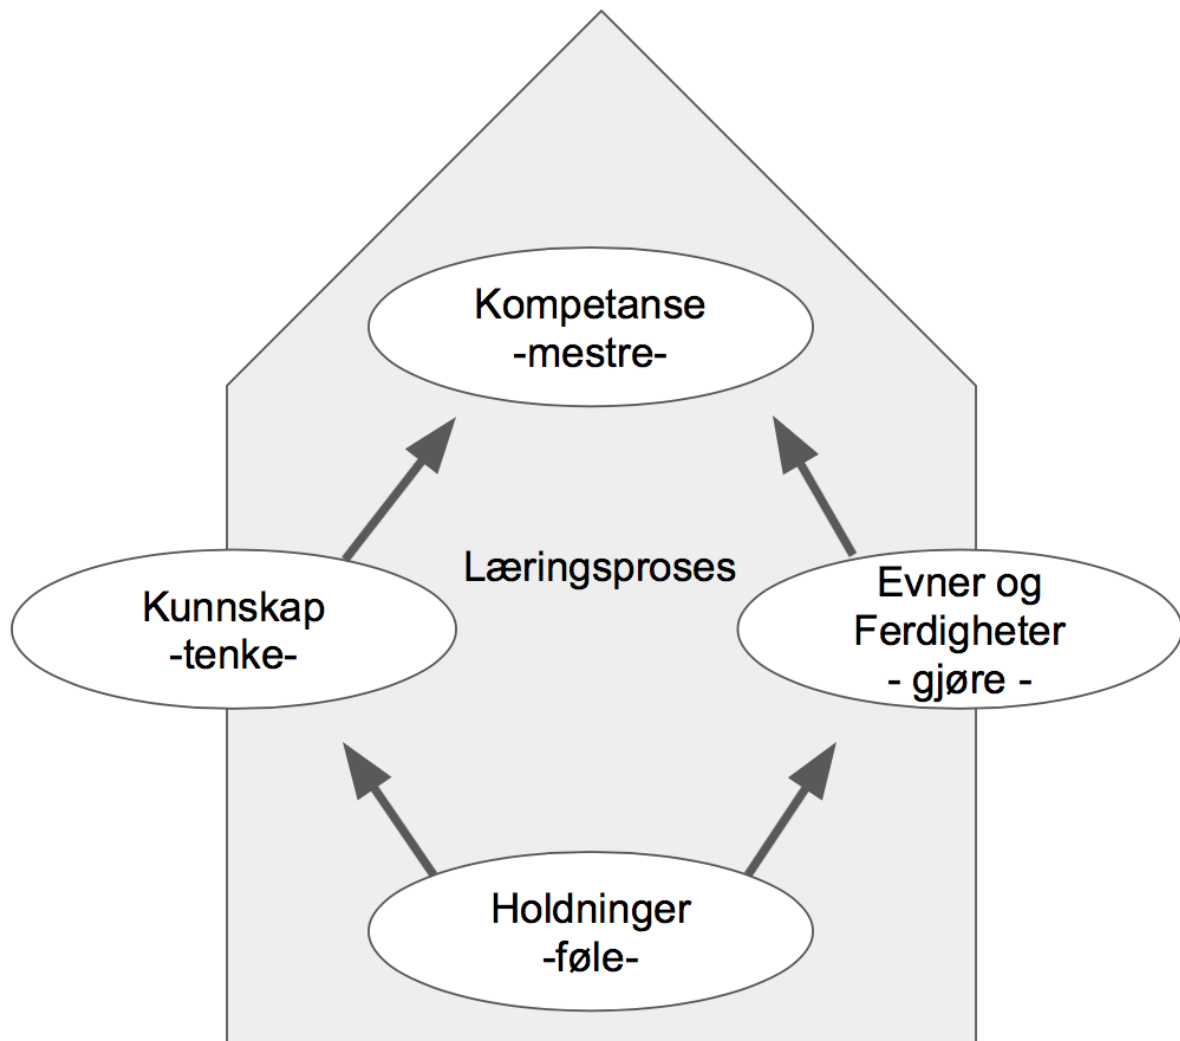 Kompetanse
-mestre-
Læringsproses
Kunnskap
-tenke-
Evner og
Ferdigheter
- gjøre -
Holdninger
-føle-